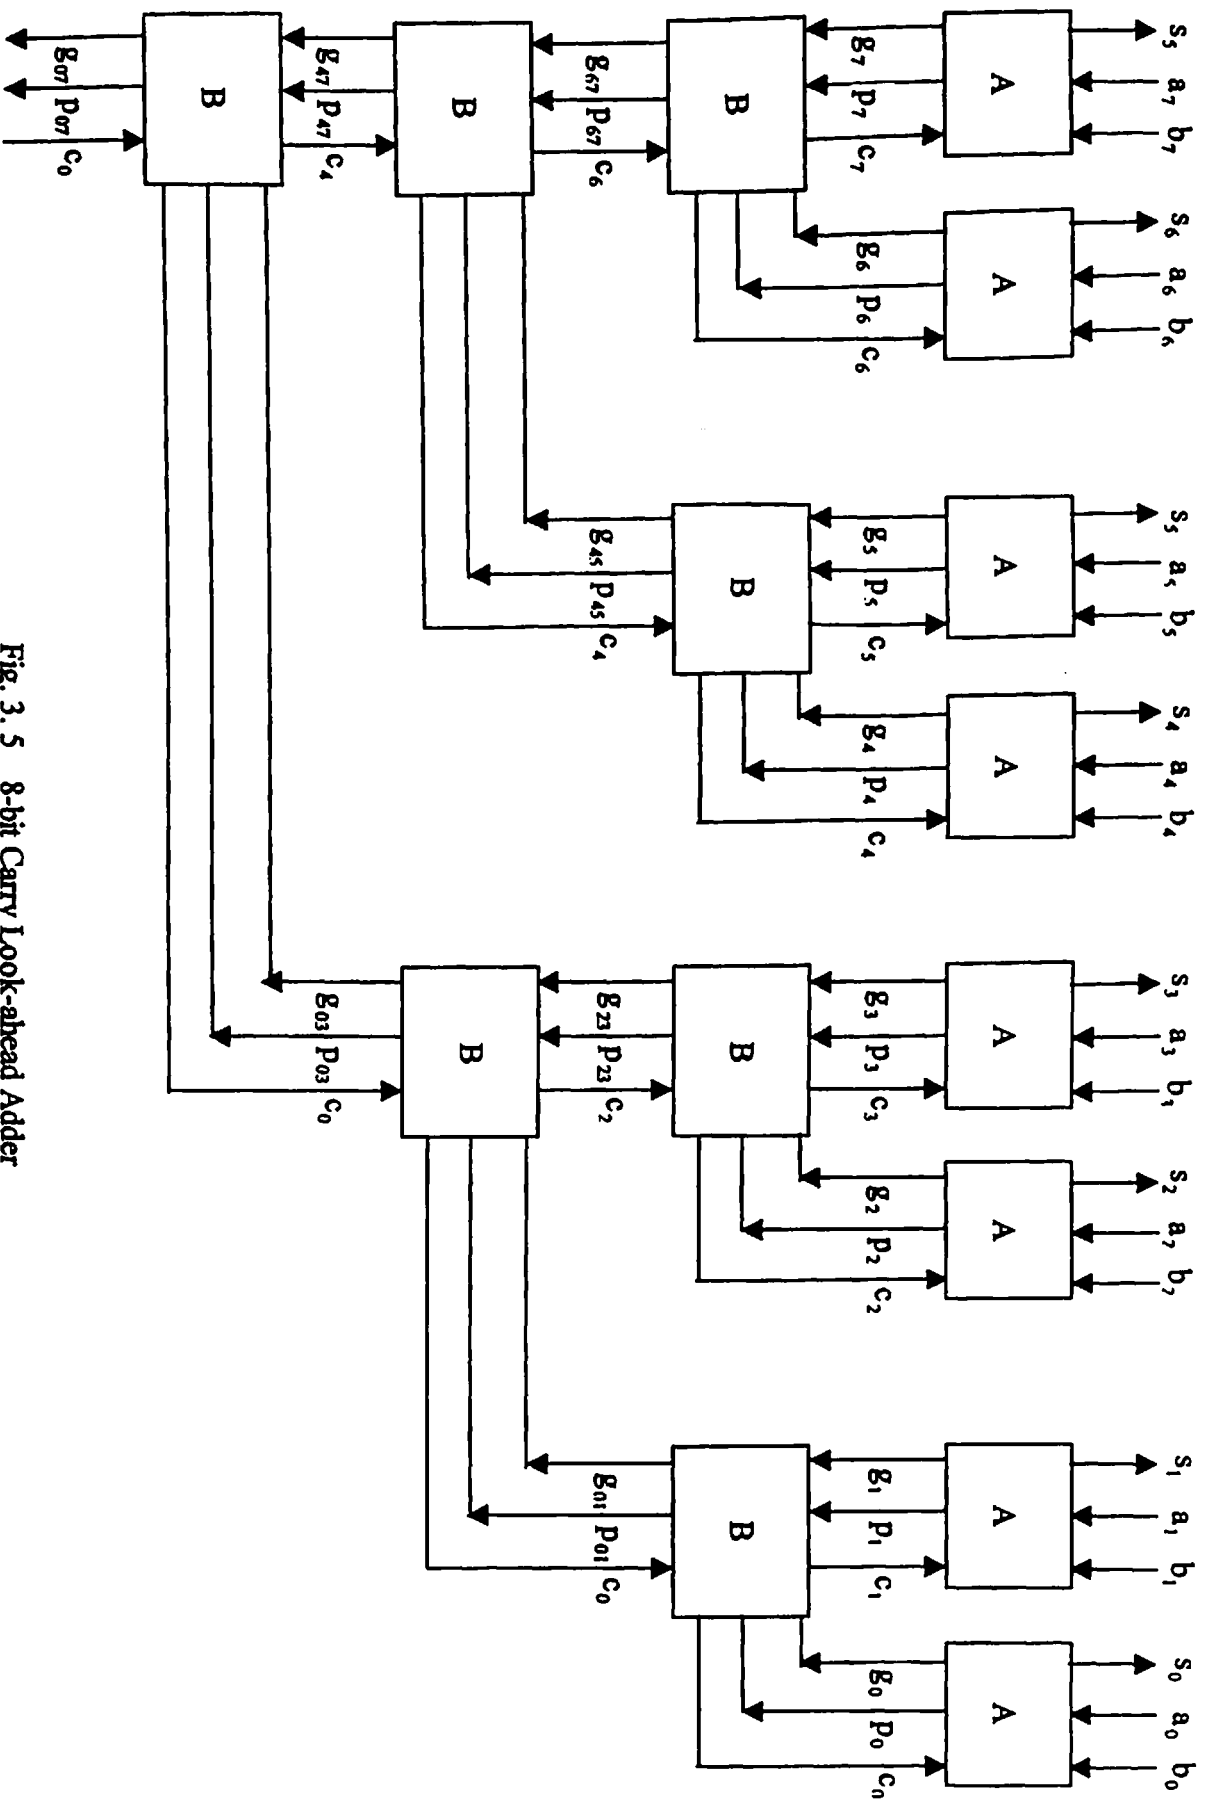 s₅ a₇ b₇ s₆ a₆ b₆ s₅ a₅ b₅ s₄ a₄ b₄ s₃ a₃ b₃ s₂ a₇ b₇ s₁ a₁ b₁ s₀ a₀ b₀
A A A A A A A A
g₇ p₇ c₇ g₆ p₆ c₆ g₅ p₅ c₅ g₄ p₄ c₄ g₃ p₃ c₃ g₂ p₂ c₂ g₁ p₁ c₁ g₀ p₀ c₀
B B B B
g₆₇ p₆₇ c₆ g₄₅ p₄₅ c₄ g₂₃ p₂₃ c₂ g₀₁ p₀₁ c₀
B B
g₄₇ p₄₇ c₄ g₀₃ p₀₃ c₀
B
g₀₇ p₀₇ c₀
Fig. 3. 5 8-bit Carry Look-ahead Adder